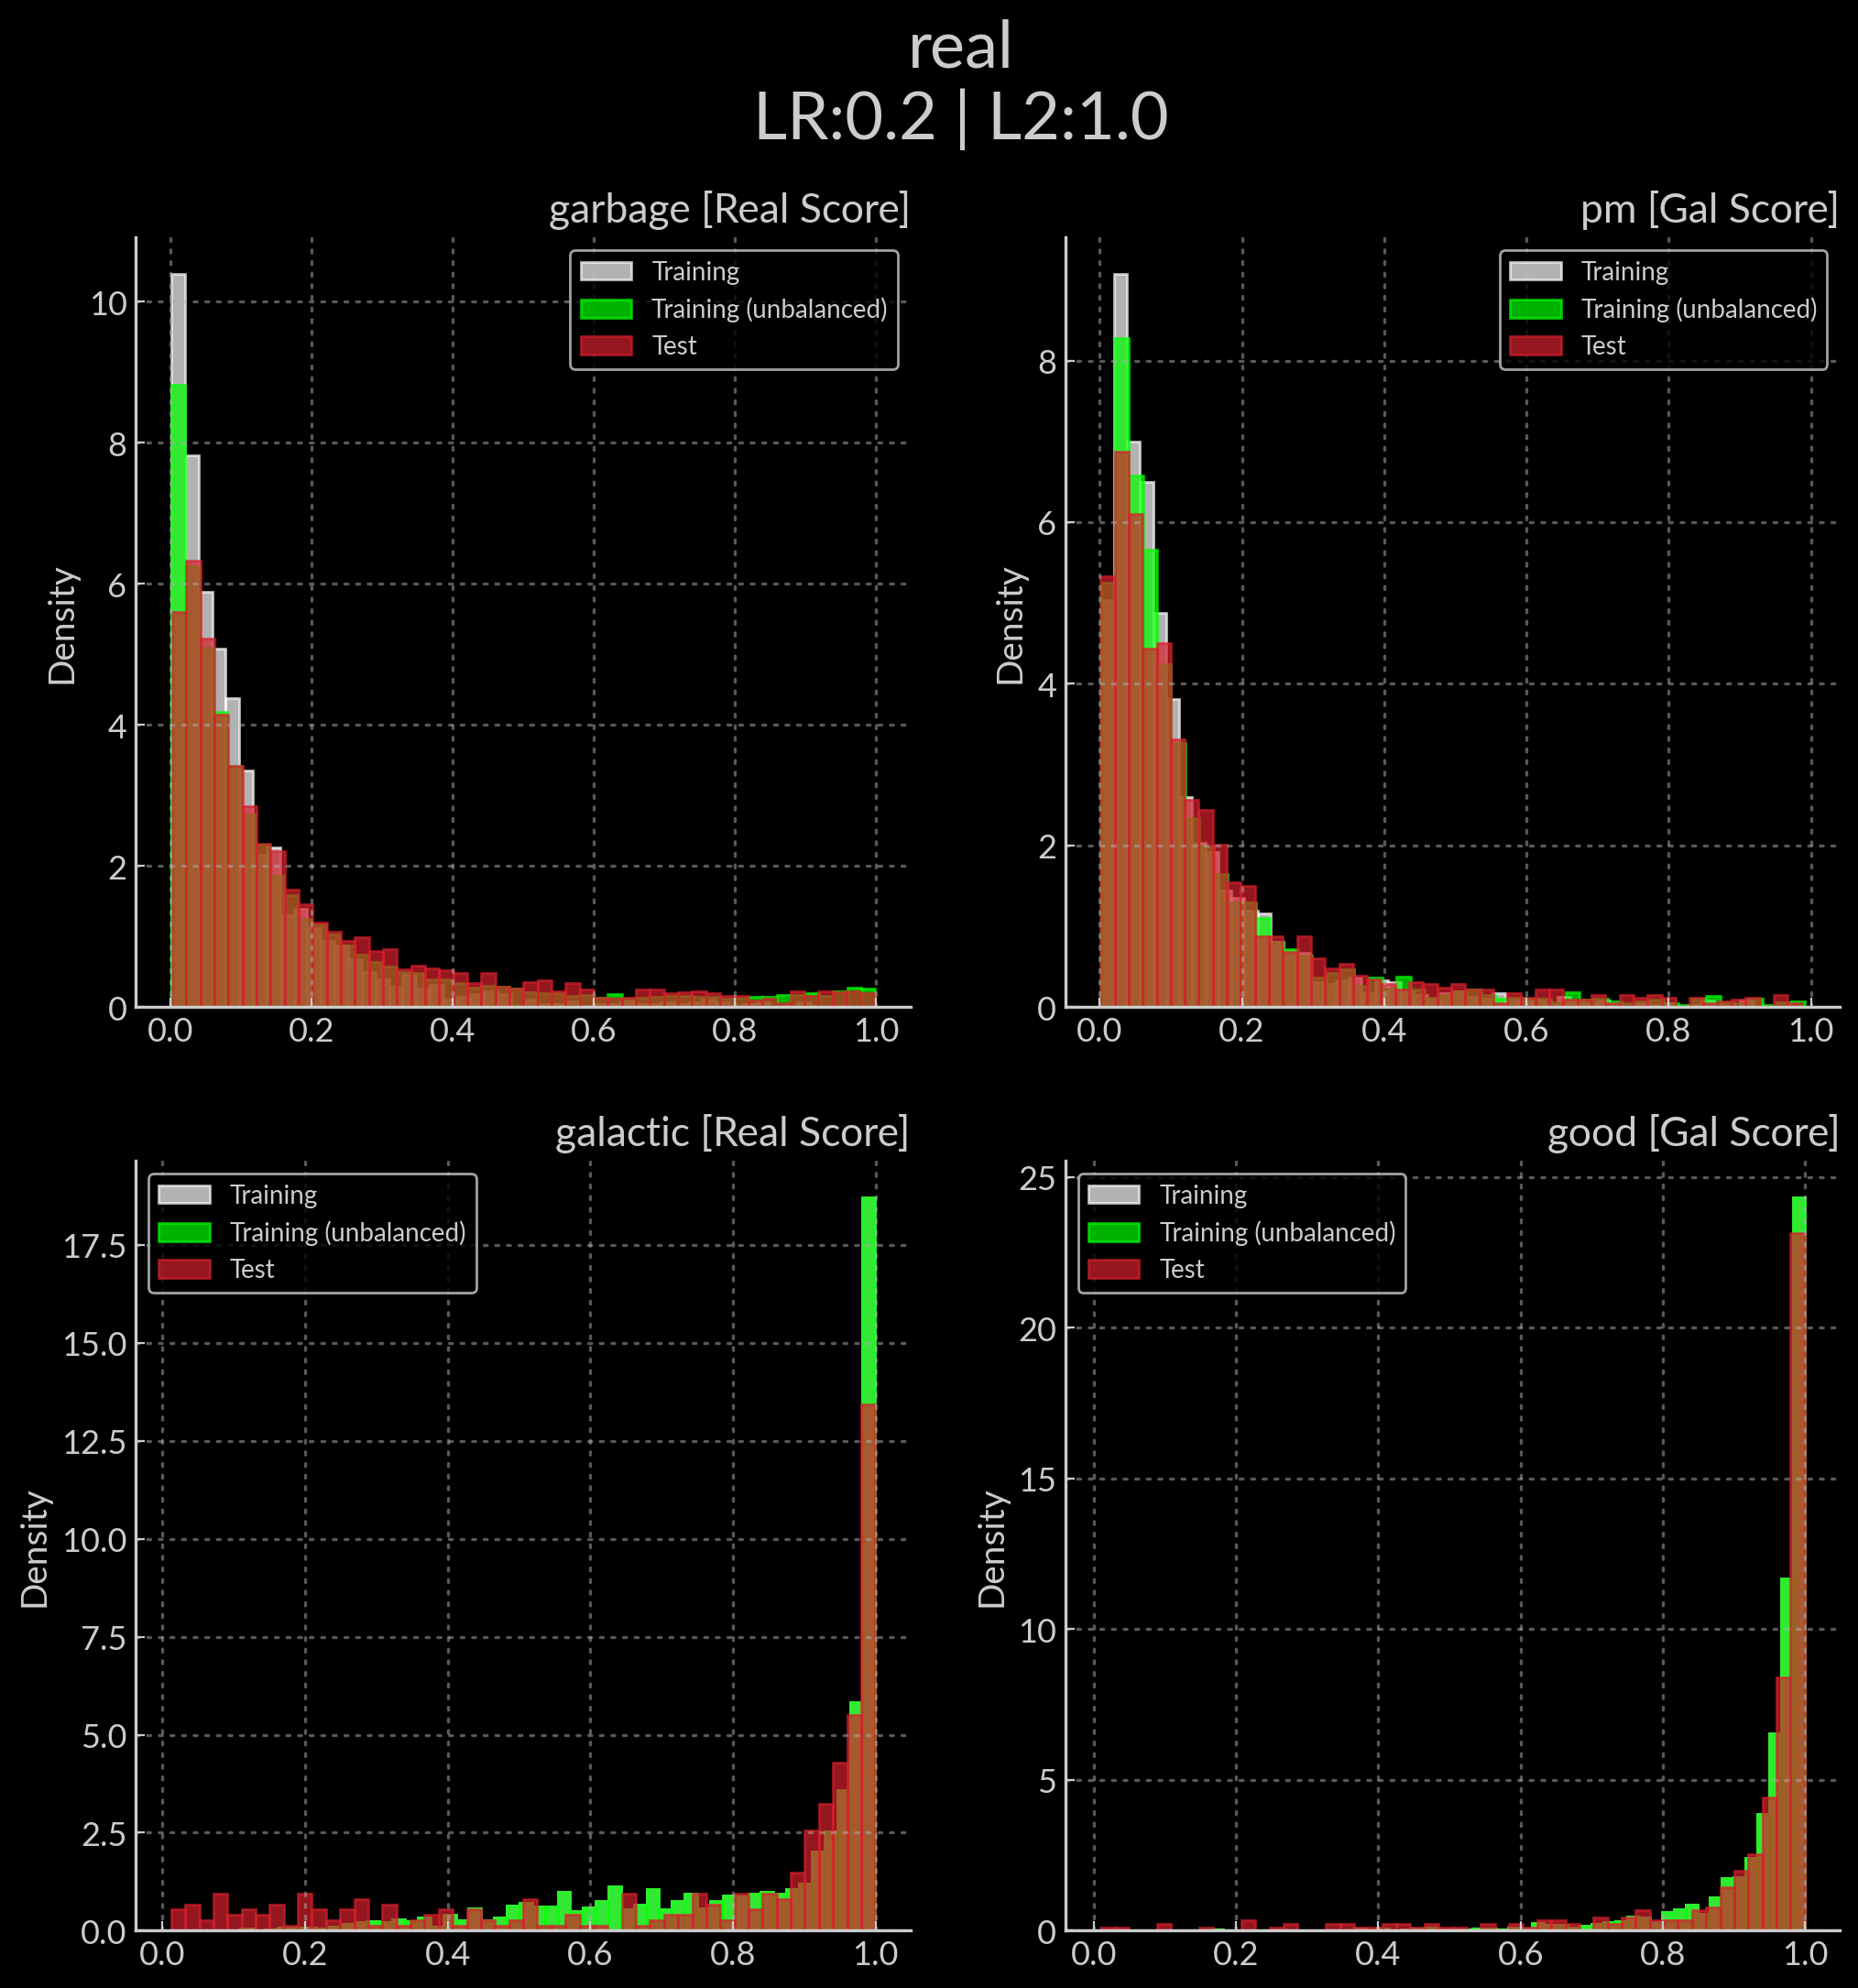 real
LR:0.2 | L2:1.0
garbage [Real Score]
Training
Training (unbalanced)
Test
Density
10
8
6
4
2
0
0.0 0.2 0.4 0.6 0.8 1.0
pm [Gal Score]
Training
Training (unbalanced)
Test
Density
8
6
4
2
0
0.0 0.2 0.4 0.6 0.8 1.0
galactic [Real Score]
Training
Training (unbalanced)
Test
Density
17.5
15.0
12.5
10.0
7.5
5.0
2.5
0.0
0.0 0.2 0.4 0.6 0.8 1.0
good [Gal Score]
Training
Training (unbalanced)
Test
Density
25
20
15
10
5
0
0.0 0.2 0.4 0.6 0.8 1.0